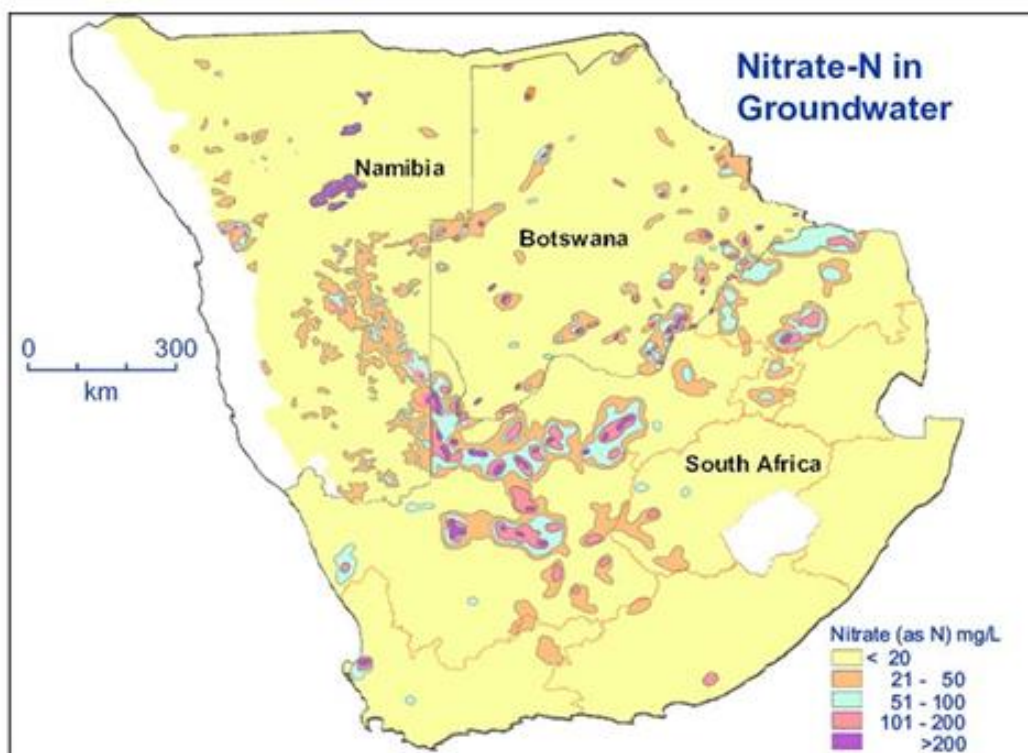 Nitrate-N in
Groundwater
Namibia
Botswana
0 300
km
South Africa
Nitrate (as N) mg/L
< 20
21 - 50
51 - 100
101 - 200
>200